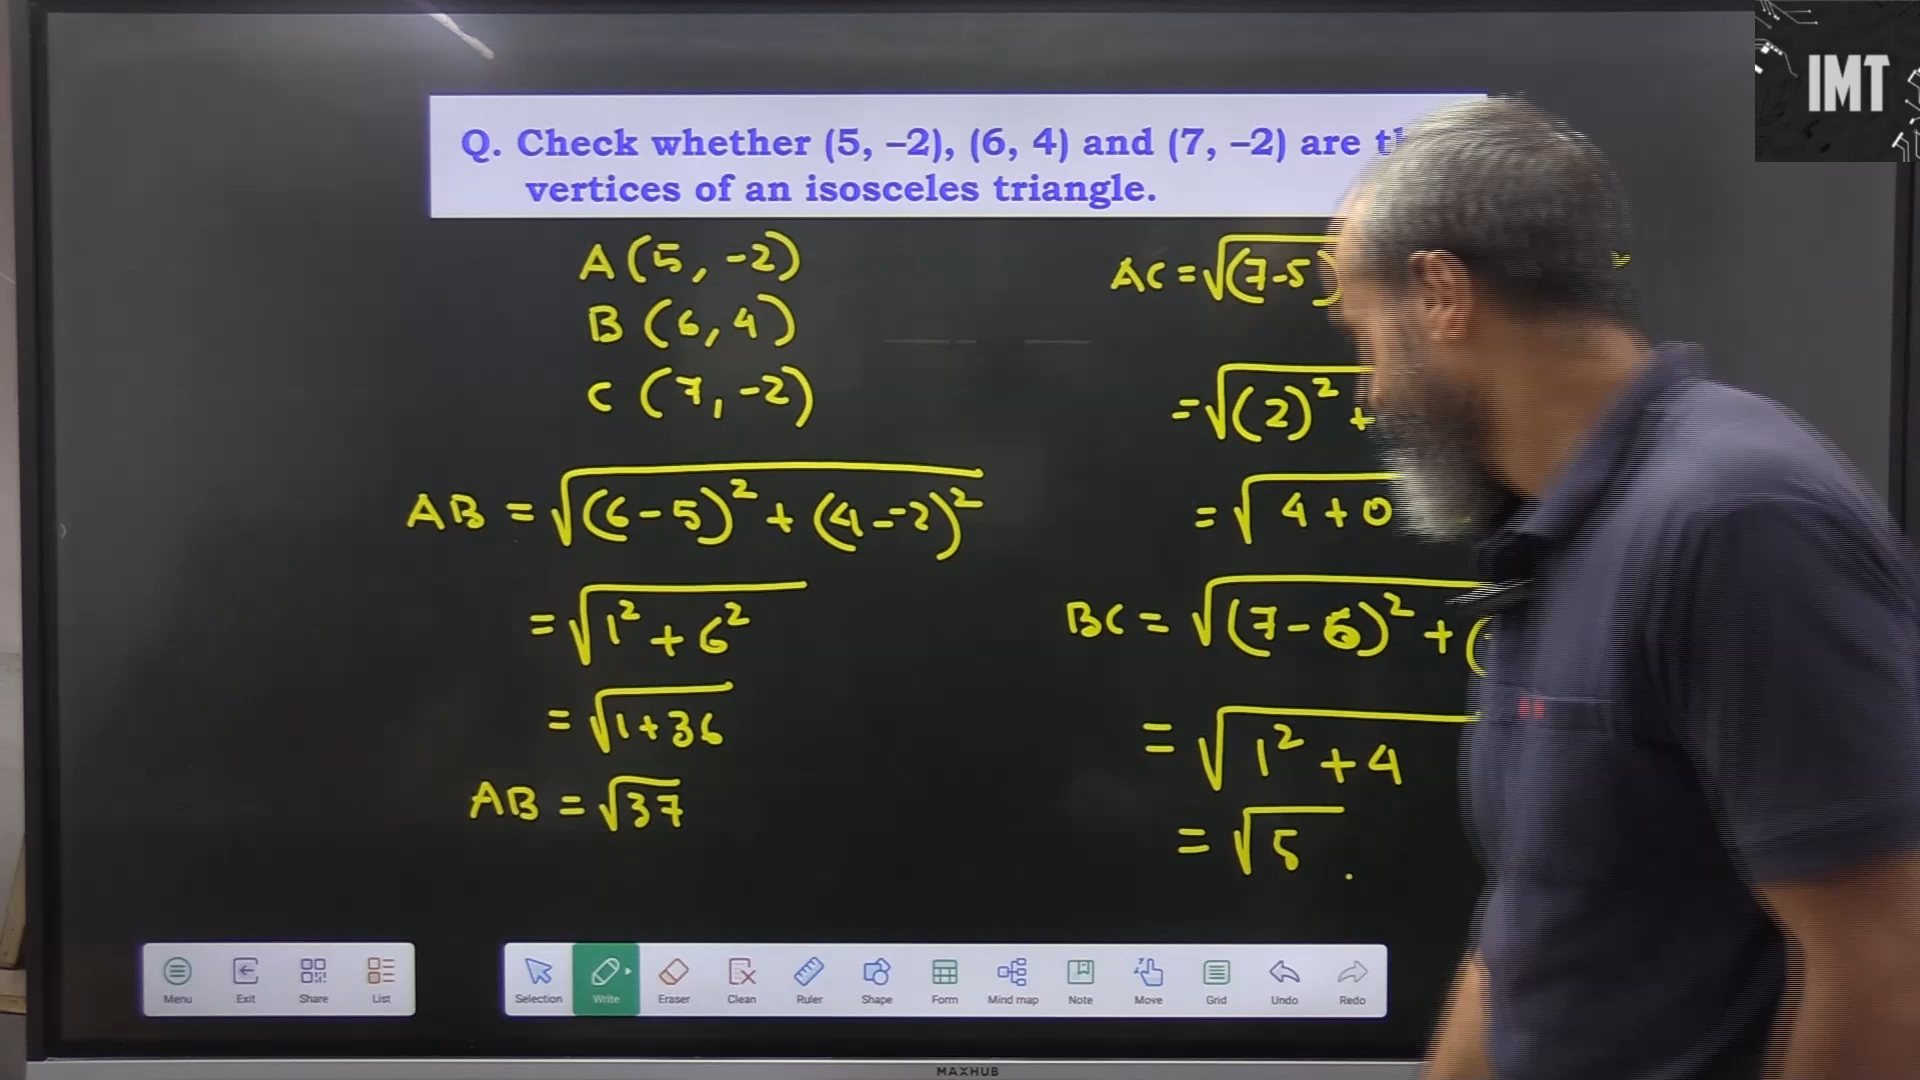 IMT
Q. Check whether (5, –2), (6, 4) and (7, –2) are
vertices of an isosceles triangle.
A (5, -2)
B (6, 4)
C (7, -2)
AB = √(6-5)² + (4--2)²
= √1² + 6²
= √1+36
AB = √37
AC = √(7-5)
= √(2)² +
= √4+0
BC = √(7-6)² + (
= √1² + 4
= √5 .
Menu Exit Share List
Selection Write Eraser Clean Ruler Shape Form Mind map Note Move Grid Undo Redo
MAXHUB